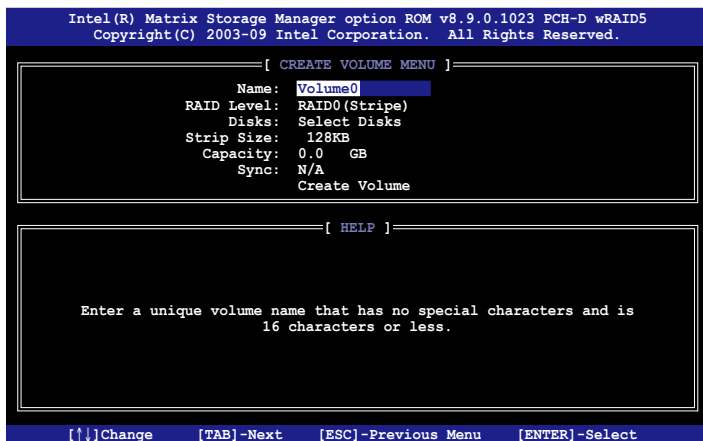 Intel(R) Matrix Storage Manager option ROM v8.9.0.1023 PCH-D wRAID5
Copyright(C) 2003-09 Intel Corporation. All Rights Reserved.
[ CREATE VOLUME MENU ]
Name: Volume0
RAID Level: RAID0(Stripe)
Disks: Select Disks
Strip Size: 128KB
Capacity: 0.0 GB
Sync: N/A
Create Volume
[ HELP ]
Enter a unique volume name that has no special characters and is
16 characters or less.
[↑↓]Change [TAB]-Next [ESC]-Previous Menu [ENTER]-Select